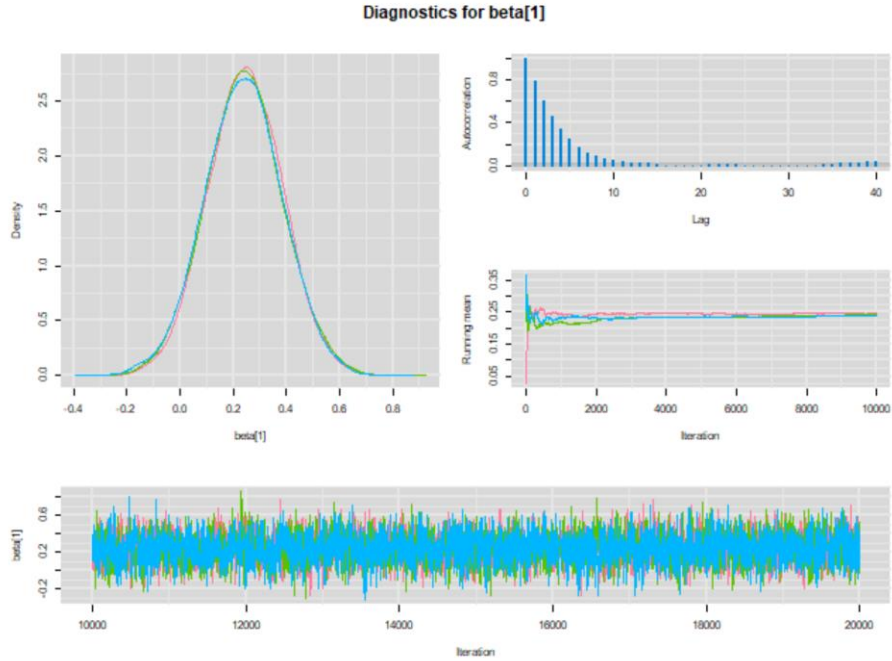 Diagnostics for beta[1]
Density
0.0 0.5 1.0 1.5 2.0 2.5
-0.4 -0.2 0.0 0.2 0.4 0.6 0.8
beta[1]
Autocorrelation
0.0 0.4 0.8
0 10 20 30 40
Lag
Running mean
0.05 0.15 0.25 0.35
0 2000 4000 6000 8000 10000
Iteration
beta[1]
-0.2 0.2 0.6
10000 12000 14000 16000 18000 20000
Iteration